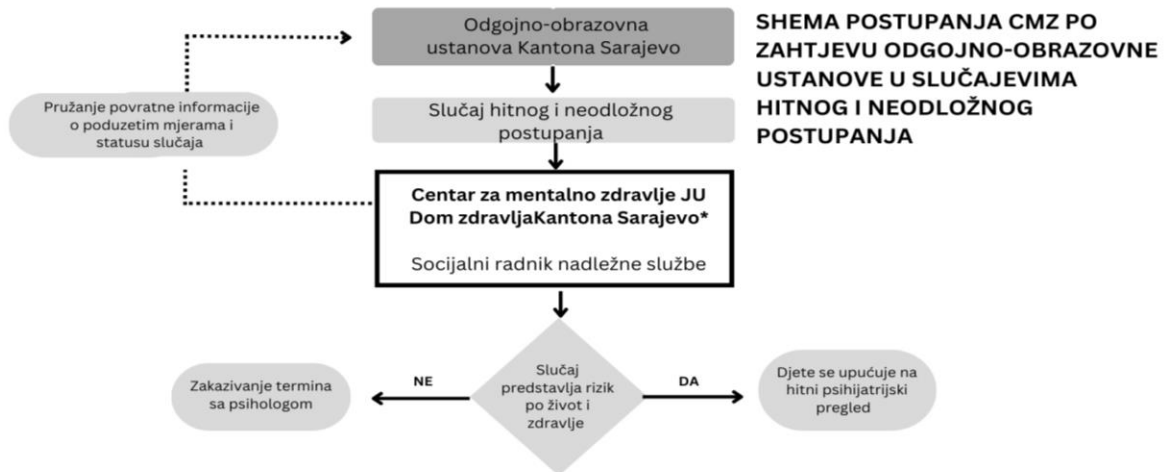 SHEMA POSTUPANJA CMZ PO
ZAHTJEVU ODGOJNO-OBRAZOVNE
USTANOVE U SLUČAJEVIMA
HITNOG I NEODLOŽNOG
POSTUPANJA
Odgojno-obrazovna
ustanova Kantona Sarajevo
Pružanje povratne informacije
o poduzetim mjerama i
statusu slučaja
Slučaj hitnog i neodložnog
postupanja
Centar za mentalno zdravlje JU
Dom zdravljaKantona Sarajevo*
Socijalni radnik nadležne službe
Slučaj
predstavlja rizik
po život i
zdravlje
NE
Zakazivanje termina
sa psihologom
DA
Djete se upućuje na
hitni psihijatrijski
pregled